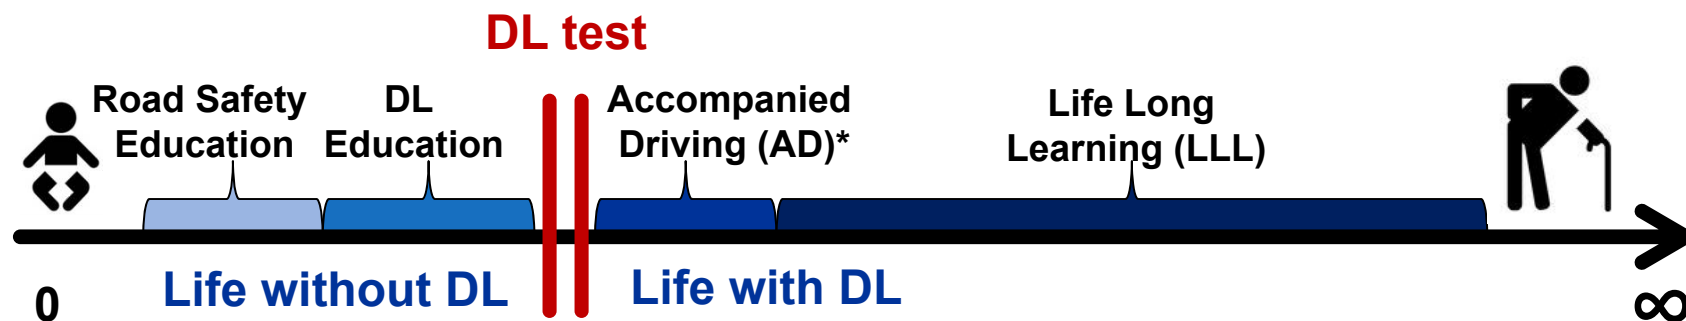 DL test
Road Safety
Education
DL
Education
Accompanied
Driving (AD)*
Life Long
Learning (LLL)
Life without DL
Life with DL
0
∞